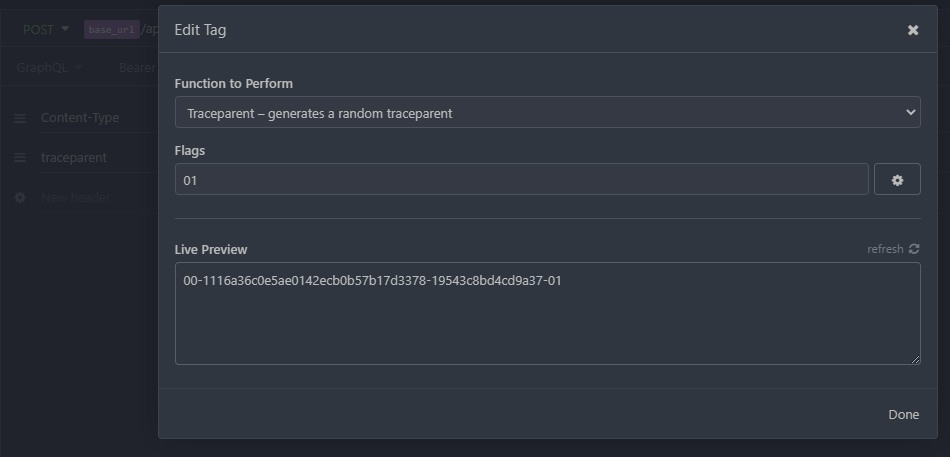 Edit Tag
POST base_url/ap
GraphQL Bearer
Content-Type
traceparent
New header
Function to Perform
Traceparent – generates a random traceparent
Flags
01
Live Preview refresh
00-1116a36c0e5ae0142ecb0b57b17d3378-19543c8bd4cd9a37-01
Done